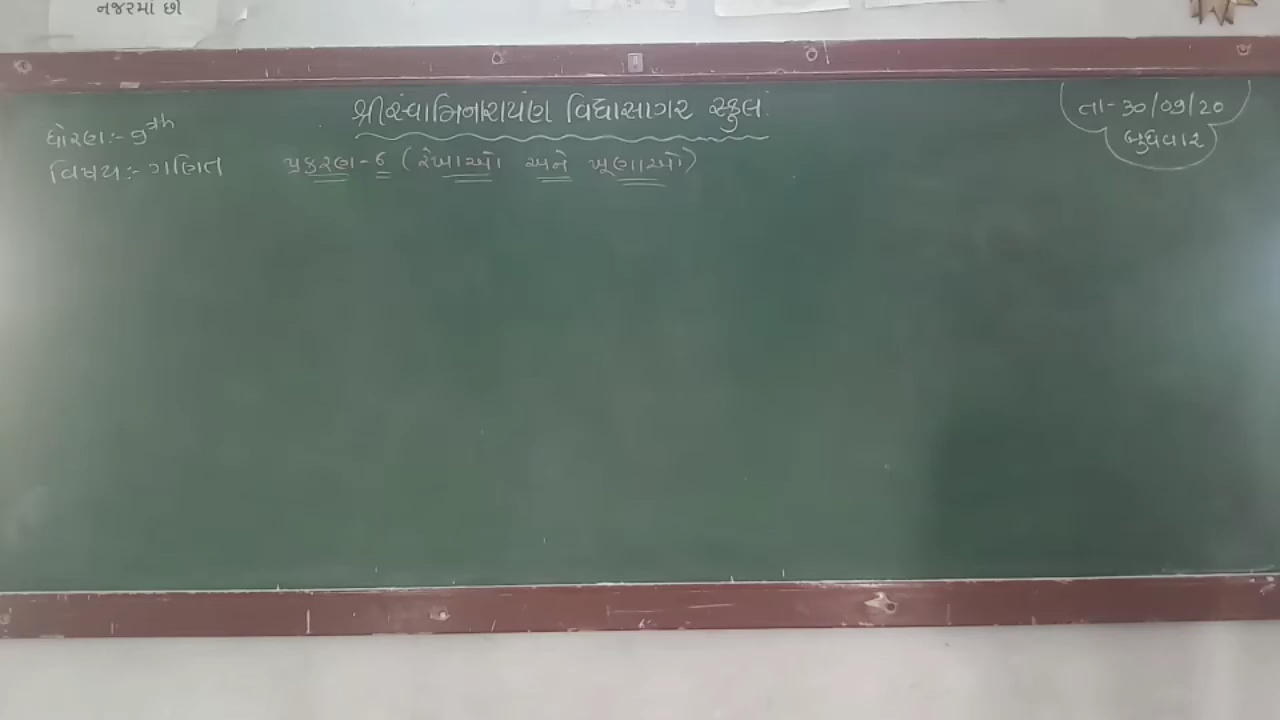 નજરમાં છો
શ્રી સ્વામિનારાયણ વિદ્યાસાગર સ્કુલ
ધોરણ:- 9th
વિષય:- ગણિત
પ્રકરણ-6 (રેખાઓ અને ખૂણાઓ)
તા- 30/09/20
બુધવાર